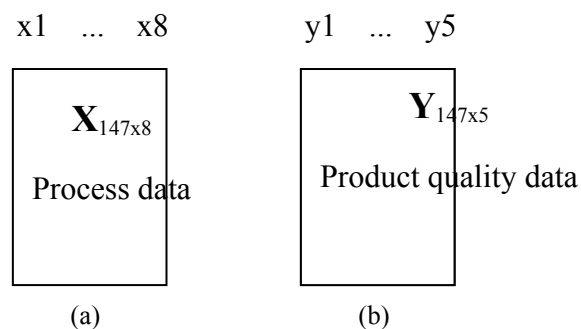 x1 ... x8
y1 ... y5
X147x8
Y147x5
Process data
Product quality data
(a)
(b)